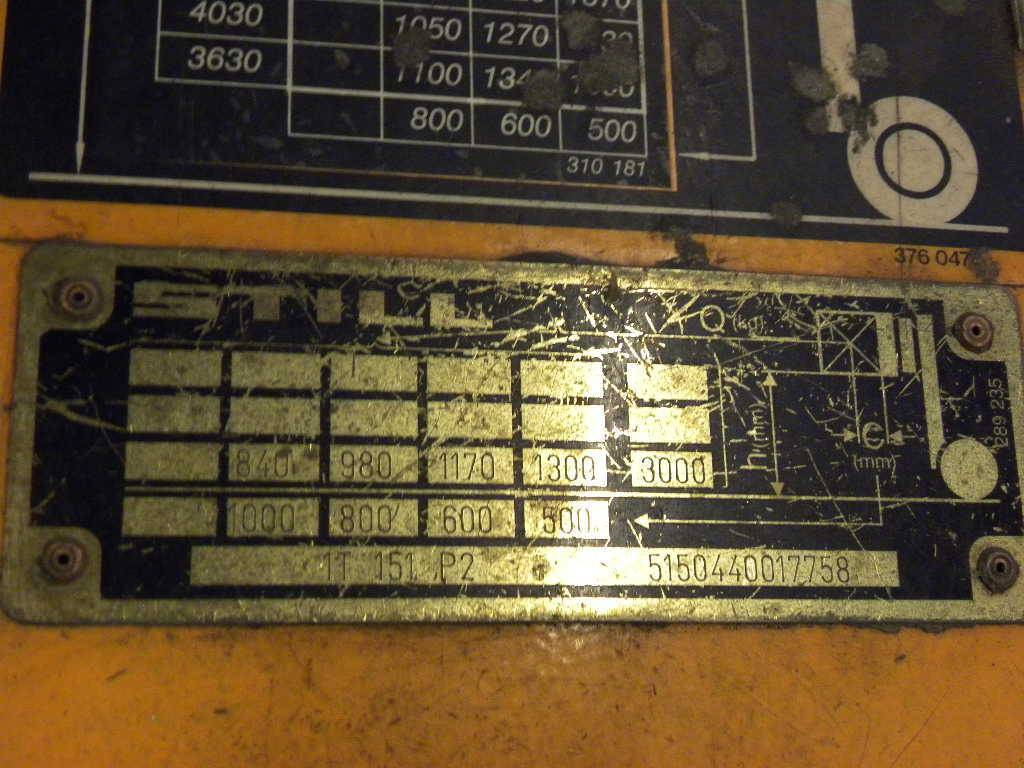 4030 1050 1270
3630 1100
800 600 500
310 181
376 047
STILL Q (kg)
840 980 1170 1300 3000 h (mm)
1000 800 600 500
C (mm)
289 235
1T 151 P2 5150440017758